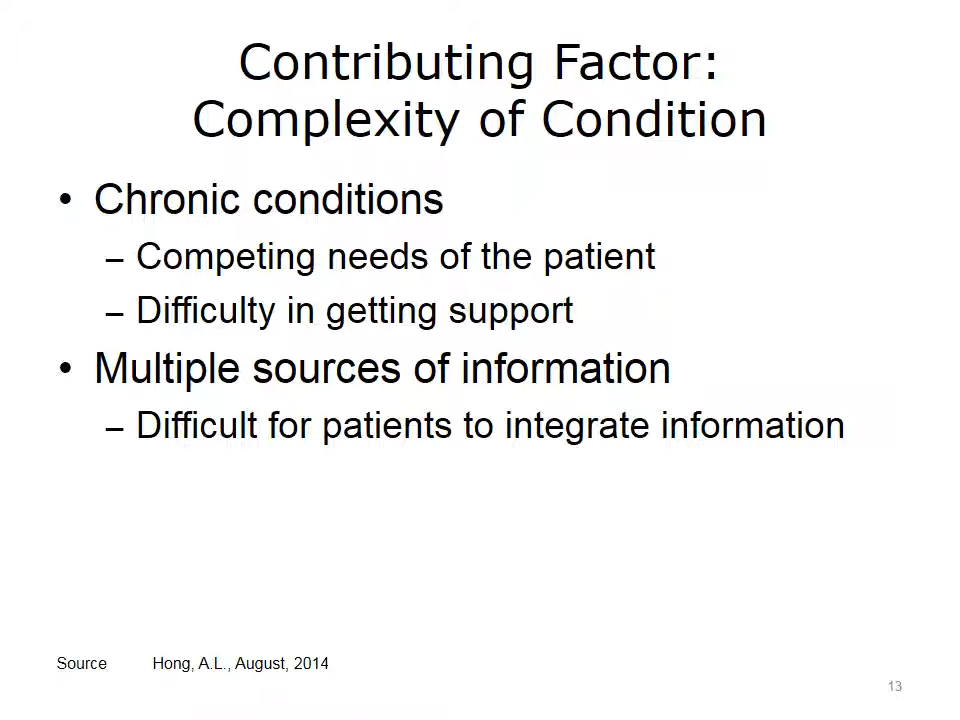 Contributing Factor:
Complexity of Condition
• Chronic conditions
– Competing needs of the patient
– Difficulty in getting support
• Multiple sources of information
– Difficult for patients to integrate information
Source Hong, A.L., August, 2014
13